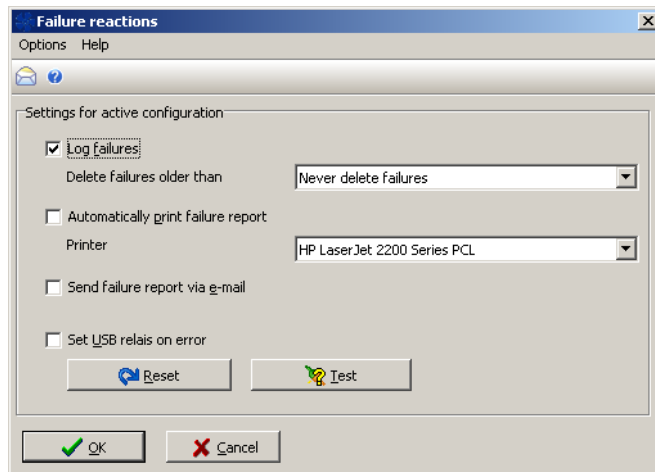 Failure reactions
Options Help
Settings for active configuration
Log failures
Delete failures older than Never delete failures
Automatically print failure report
Printer HP LaserJet 2200 Series PCL
Send failure report via e-mail
Set USB relais on error
Reset Test
OK Cancel